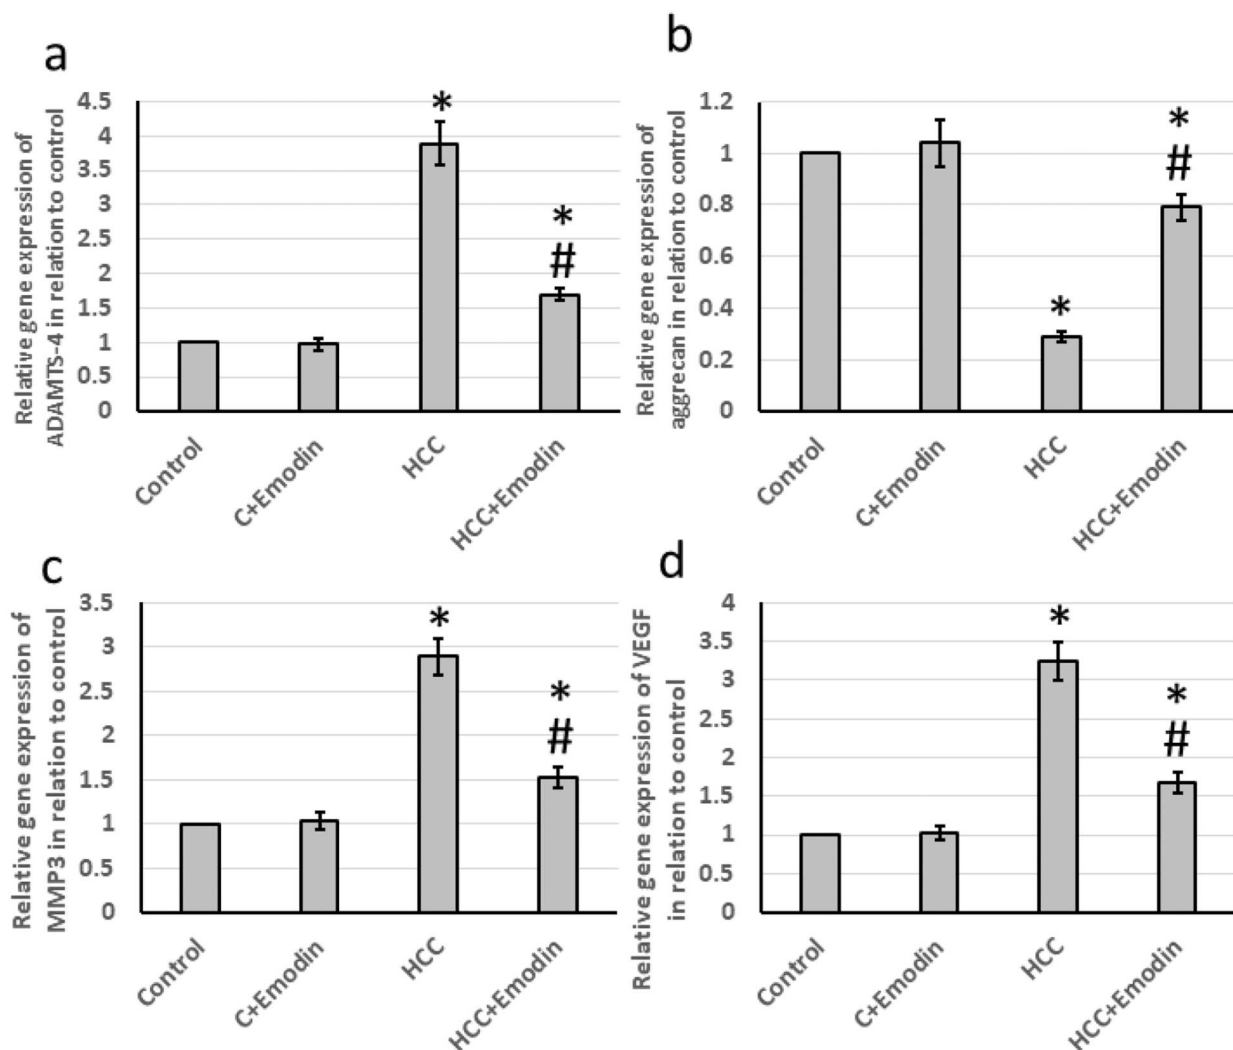 a
Relative gene expression of
ADAMTS-4 in relation to control
4.5
4
3.5
3
2.5
2
1.5
1
0.5
0
*
*
#
Control
C+Emodin
HCC
HCC+Emodin
b
Relative gene expression of
aggrecan in relation to control
1.2
1
0.8
0.6
0.4
0.2
0
*
*
#
Control
C+Emodin
HCC
HCC+Emodin
c
Relative gene expression of
MMP3 in relation to control
3.5
3
2.5
2
1.5
1
0.5
0
*
*
#
Control
C+Emodin
HCC
HCC+Emodin
d
Relative gene expression of VEGF
in relation to control
4
3.5
3
2.5
2
1.5
1
0.5
0
*
*
#
Control
C+Emodin
HCC
HCC+Emodin